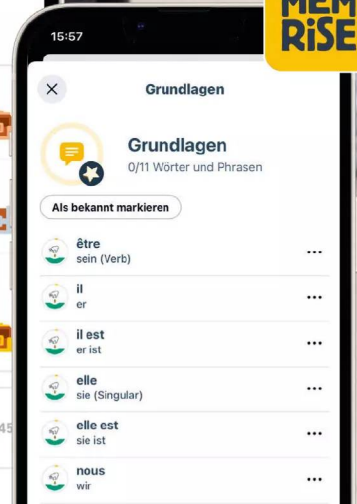 MEM
RiSE
15:57
Grundlagen
Grundlagen
0/11 Wörter und Phrasen
Als bekannt markieren
être
sein (Verb)
il
er
il est
er ist
elle
sie (Singular)
elle est
sie ist
nous
wir
45